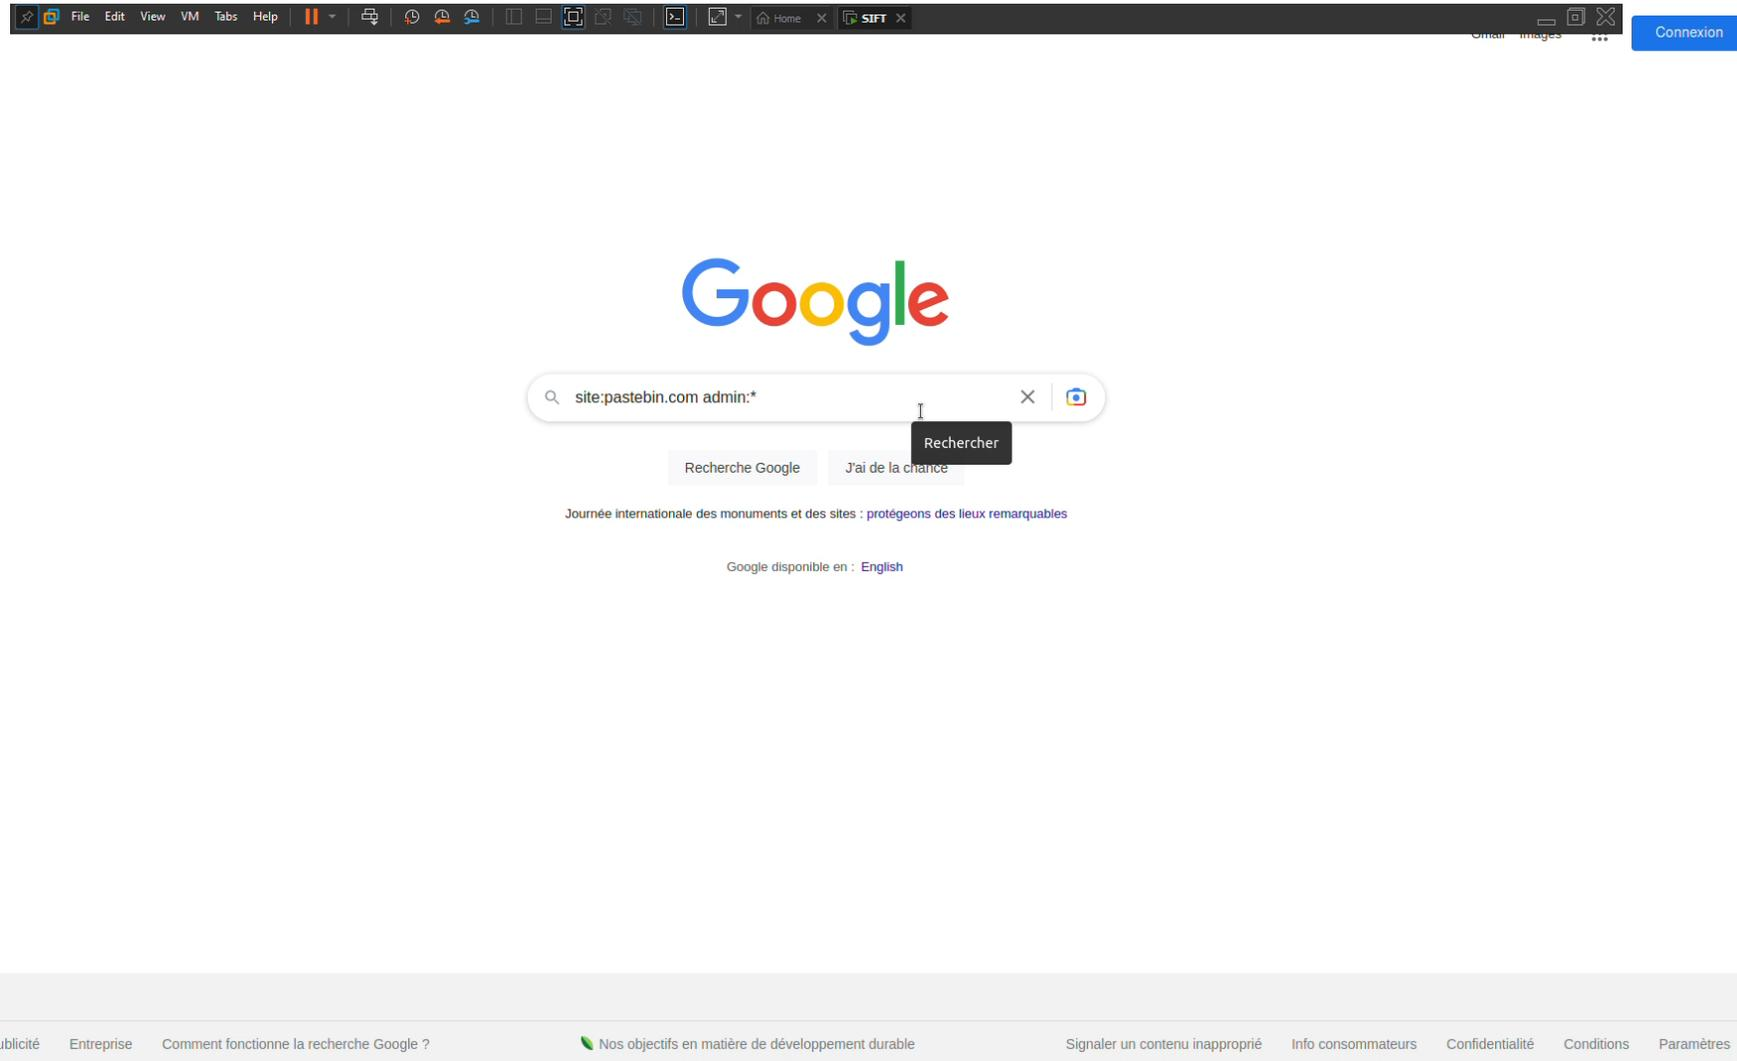 File Edit View VM Tabs Help Home SIFT
Gmail Images Connexion
Google
site:pastebin.com admin:*
Rechercher
Recherche Google J'ai de la chance
Journée internationale des monuments et des sites : protégeons des lieux remarquables
Google disponible en : English
ublicité Entreprise Comment fonctionne la recherche Google ? Nos objectifs en matière de développement durable Signaler un contenu inapproprié Info consommateurs Confidentialité Conditions Paramètres